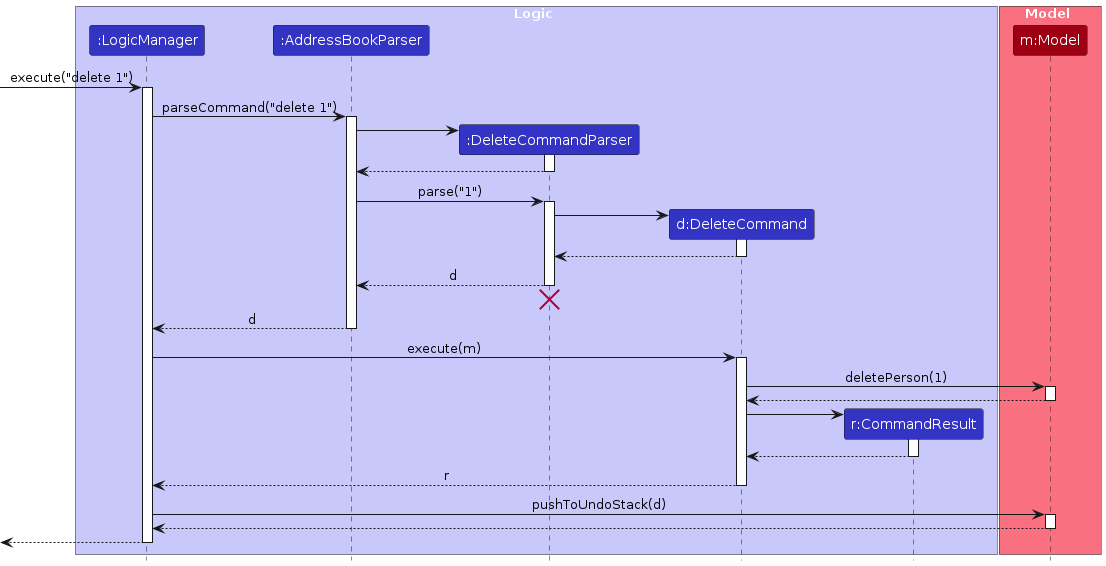 Logic
Model
:LogicManager
:AddressBookParser
m:Model
execute("delete 1")
parseCommand("delete 1")
:DeleteCommandParser
parse("1")
d:DeleteCommand
d
d
execute(m)
deletePerson(1)
r:CommandResult
r
pushToUndoStack(d)